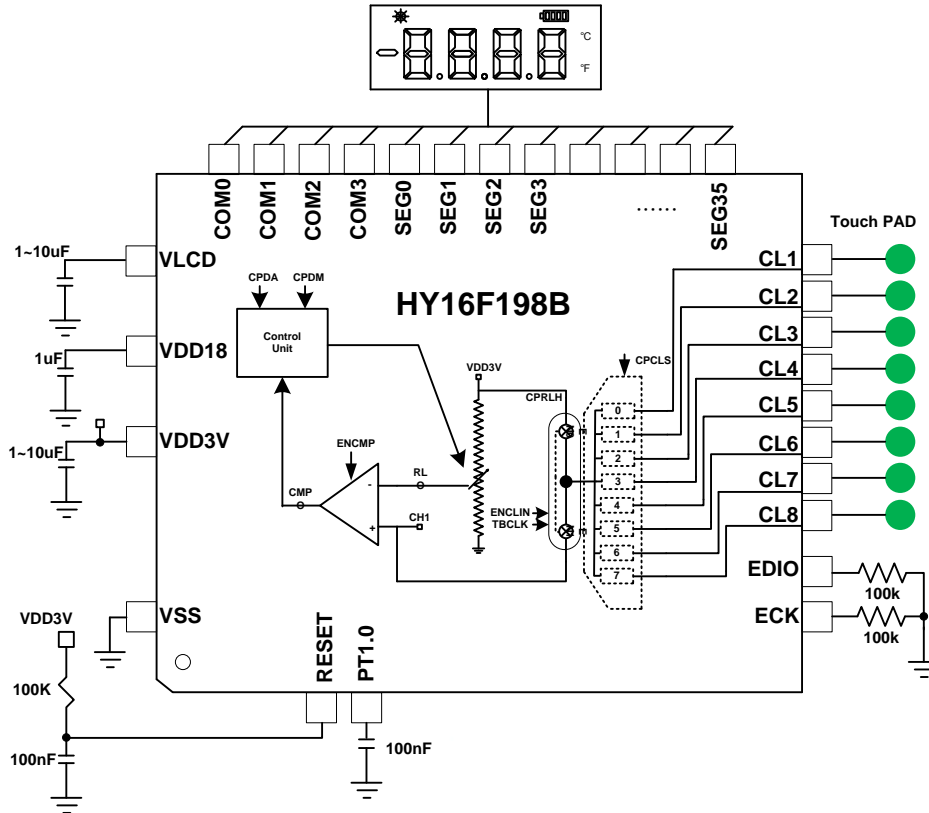 °C
°F
COM0
COM1
COM2
COM3
SEG0
SEG1
SEG2
SEG3
......
SEG35
Touch PAD
1~10uF
VLCD
CL1
CPDA
CPDM
CL2
HY16F198B
Control
Unit
CL3
1uF
VDD18
VDD3V
CPCLS
CL4
CPRLH
0
CL5
1
1~10uF
VDD3V
ENCMP
2
CL6
RL
3
-
CMP
CL7
4
ENCLIN
TBCLK
CH1
+
5
CL8
6
7
EDIO
100k
VDD3V
VSS
ECK
100k
RESET
PT1.0
100K
100nF
100nF